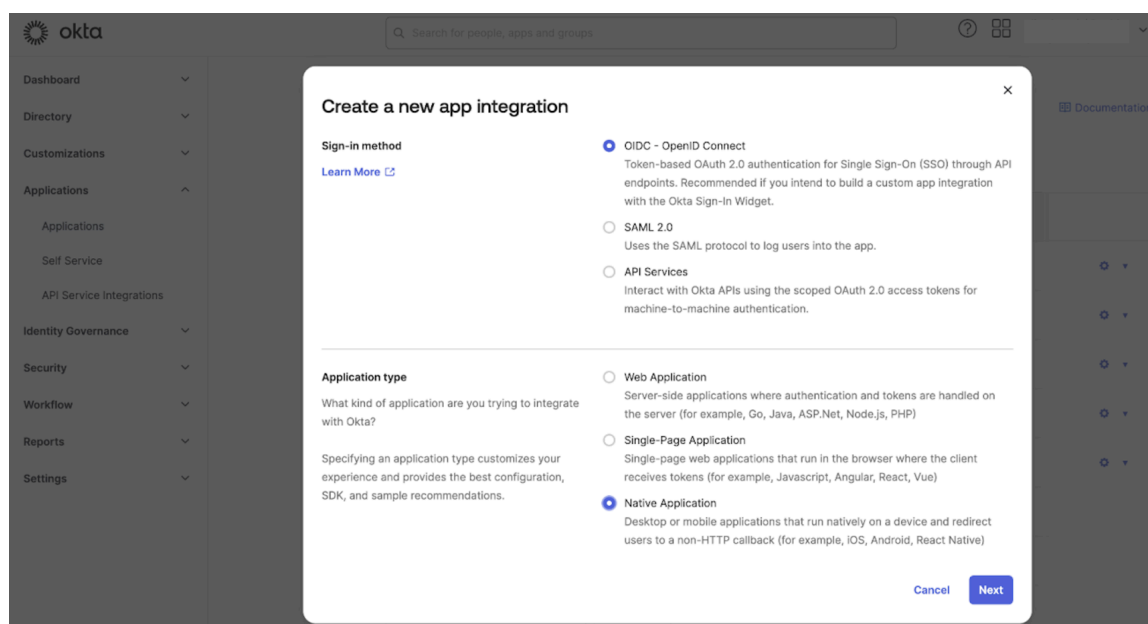 okta
Search for people, apps and groups
Dashboard
Directory
Customizations
Applications
Applications
Self Service
API Service Integrations
Identity Governance
Security
Workflow
Reports
Settings
Documentation
Create a new app integration
Sign-in method
Learn More
OIDC - OpenID Connect
Token-based OAuth 2.0 authentication for Single Sign-On (SSO) through API
endpoints. Recommended if you intend to build a custom app integration
with the Okta Sign-In Widget.
SAML 2.0
Uses the SAML protocol to log users into the app.
API Services
Interact with Okta APIs using the scoped OAuth 2.0 access tokens for
machine-to-machine authentication.
Application type
What kind of application are you trying to integrate
with Okta?
Specifying an application type customizes your
experience and provides the best configuration,
SDK, and sample recommendations.
Web Application
Server-side applications where authentication and tokens are handled on
the server (for example, Go, Java, ASP.Net, Node.js, PHP)
Single-Page Application
Single-page web applications that run in the browser where the client
receives tokens (for example, Javascript, Angular, React, Vue)
Native Application
Desktop or mobile applications that run natively on a device and redirect
users to a non-HTTP callback (for example, iOS, Android, React Native)
Cancel
Next